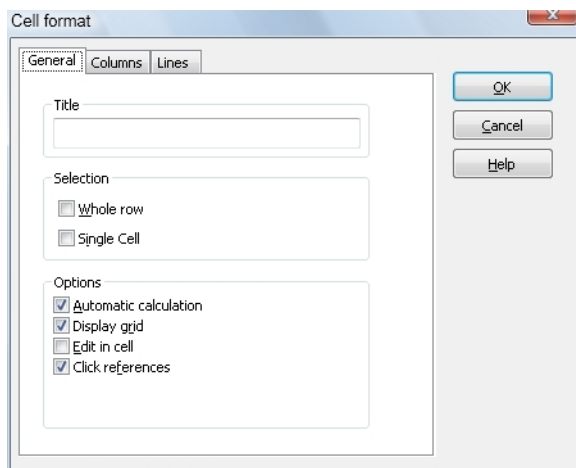 Cell format
General Columns Lines
Title
Selection
Whole row
Single Cell
Options
Automatic calculation
Display grid
Edit in cell
Click references
OK
Cancel
Help